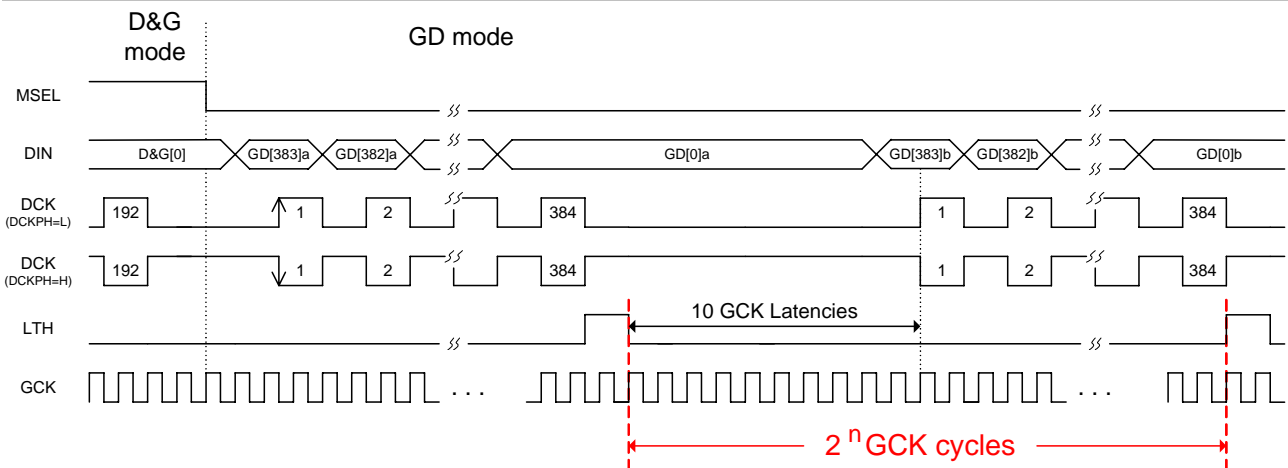 D&G
mode
GD mode
MSEL
DIN D&G[0] GD[383]a GD[382]a GD[0]a GD[383]b GD[382]b GD[0]b
DCK
(DCKPH=L) 192 1 2 384 1 2 384
DCK
(DCKPH=H) 192 1 2 384 1 2 384
LTH 10 GCK Latencies
GCK . . . . . .
2 n GCK cycles